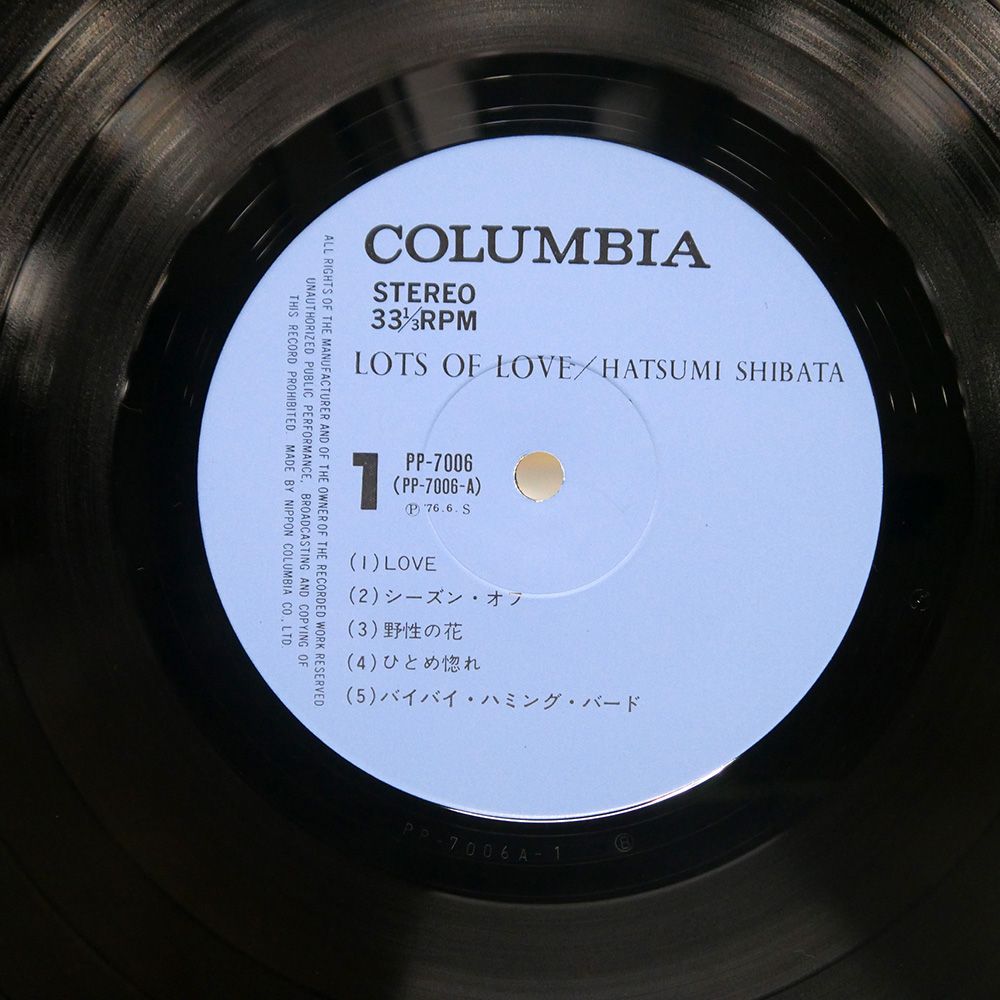 COLUMBIA
STEREO
33⅓RPM
LOTS OF LOVE/HATSUMI SHIBATA
1
PP-7006
(PP-7006-A)
Ⓟ '76.6. S
(1) LOVE
(2) シーズン・オフ
(3) 野性の花
(4) ひとめ惚れ
(5) バイバイ・ハミング・バード
ALL RIGHTS OF THE MANUFACTURER AND OF THE OWNER OF THE RECORDED WORK RESERVED
UNAUTHORIZED PUBLIC PERFORMANCE, BROADCASTING AND COPYING OF
THIS RECORD PROHIBITED. MADE BY NIPPON COLUMBIA CO., LTD.
PP-7006A-1